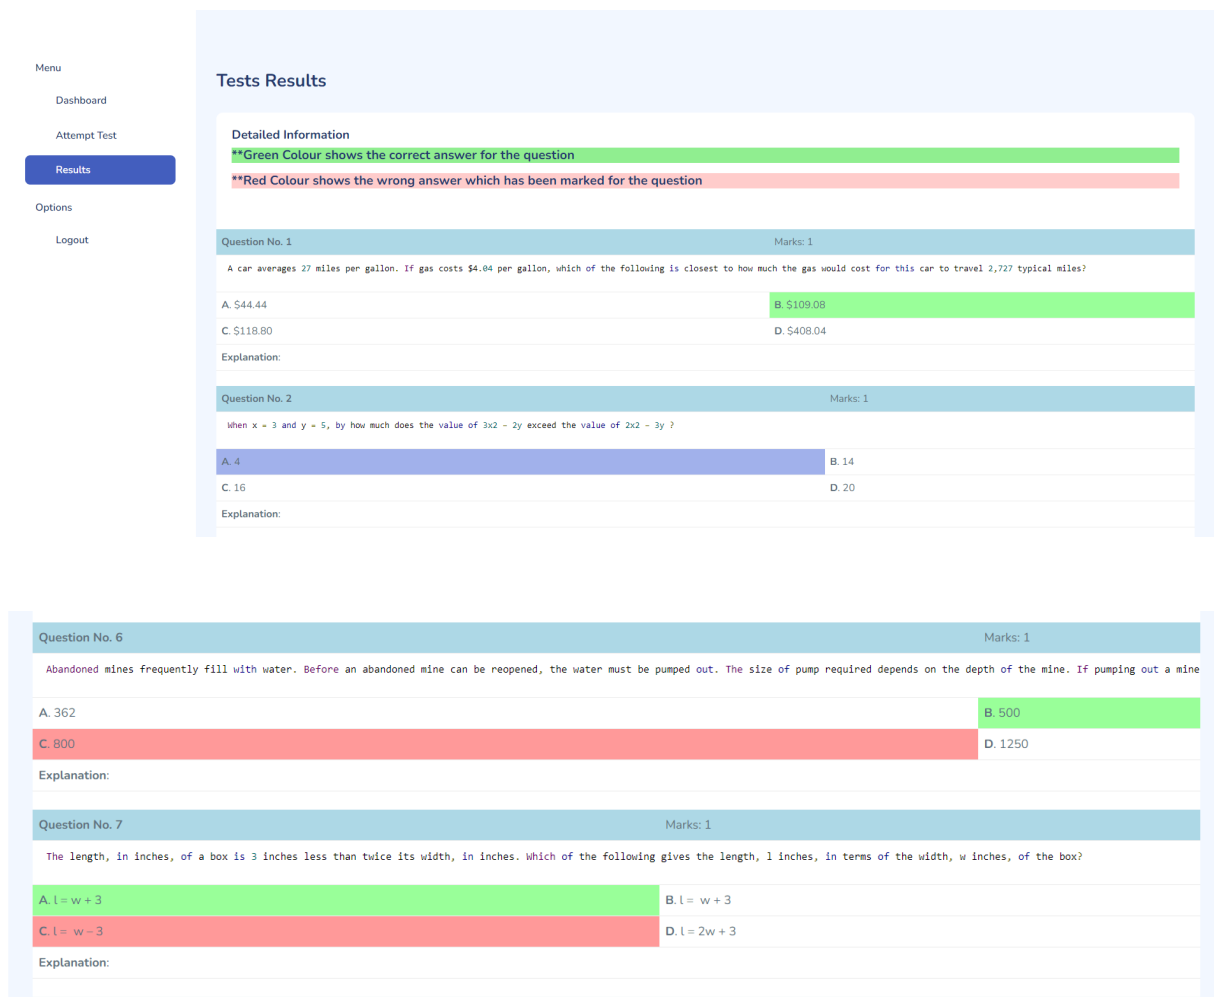 Menu
Dashboard
Attempt Test
Results
Options
Logout
Tests Results
Detailed Information
**Green Colour shows the correct answer for the question
**Red Colour shows the wrong answer which has been marked for the question
Question No. 1 Marks: 1
A car averages 27 miles per gallon. If gas costs $4.04 per gallon, which of the following is closest to how much the gas would cost for this car to travel 2,727 typical miles?
A. $44.44 B. $109.08
C. $118.80 D. $408.04
Explanation:
Question No. 2 Marks: 1
When x = 3 and y = 5, by how much does the value of 3x2 – 2y exceed the value of 2x2 – 3y ?
A. 4 B. 14
C. 16 D. 20
Explanation:
Question No. 6 Marks: 1
Abandoned mines frequently fill with water. Before an abandoned mine can be reopened, the water must be pumped out. The size of pump required depends on the depth of the mine. If pumping out a mine
A. 362 B. 500
C. 800 D. 1250
Explanation:
Question No. 7 Marks: 1
The length, in inches, of a box is 3 inches less than twice its width, in inches. Which of the following gives the length, l inches, in terms of the width, w inches, of the box?
A. l = w + 3 B. l = w + 3
C. l = w – 3 D. l = 2w + 3
Explanation: